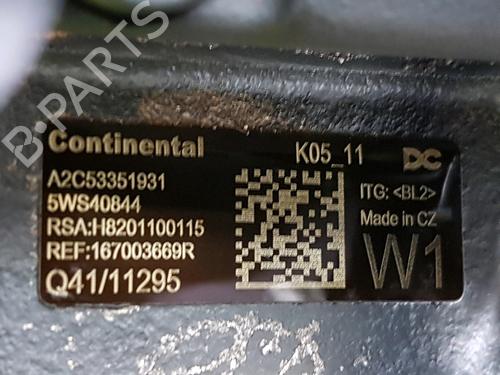 B-PARTS
Continental
K05_11
DC
A2C53351931
5WS40844
RSA:H8201100115
REF:167003669R
Q41/11295
ITG: <BL2>
Made in CZ
W1